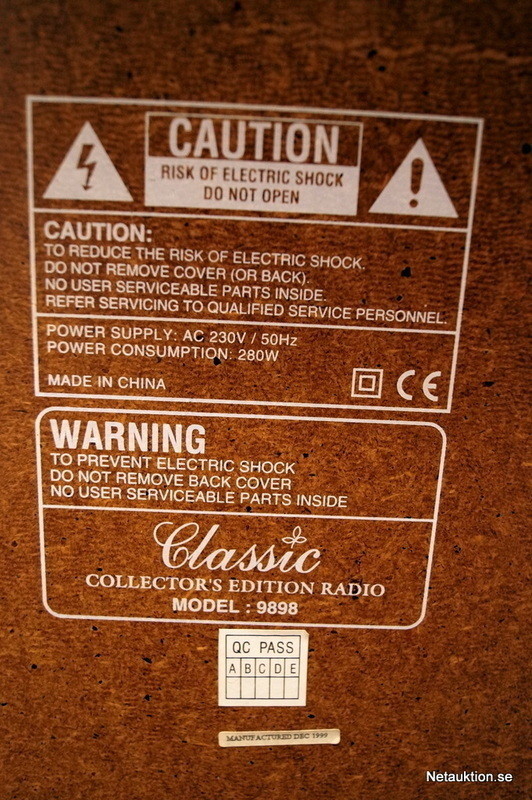 CAUTION
RISK OF ELECTRIC SHOCK
DO NOT OPEN
CAUTION:
TO REDUCE THE RISK OF ELECTRIC SHOCK,
DO NOT REMOVE COVER (OR BACK)
NO USER SERVICEABLE PARTS INSIDE.
REFER SERVICING TO QUALIFIED SERVICE PERSONNEL.
POWER SUPPLY: AC 230V / 50Hz
POWER CONSUMPTION: 280W
MADE IN CHINA
CE
WARNING
TO PREVENT ELECTRIC SHOCK
DO NOT REMOVE BACK COVER
NO USER SERVICEABLE PARTS INSIDE
Classic
COLLECTOR'S EDITION RADIO
MODEL : 9898
QC PASS
A B C D E
MANUFACTURED DEC 1999
Netauktion.se